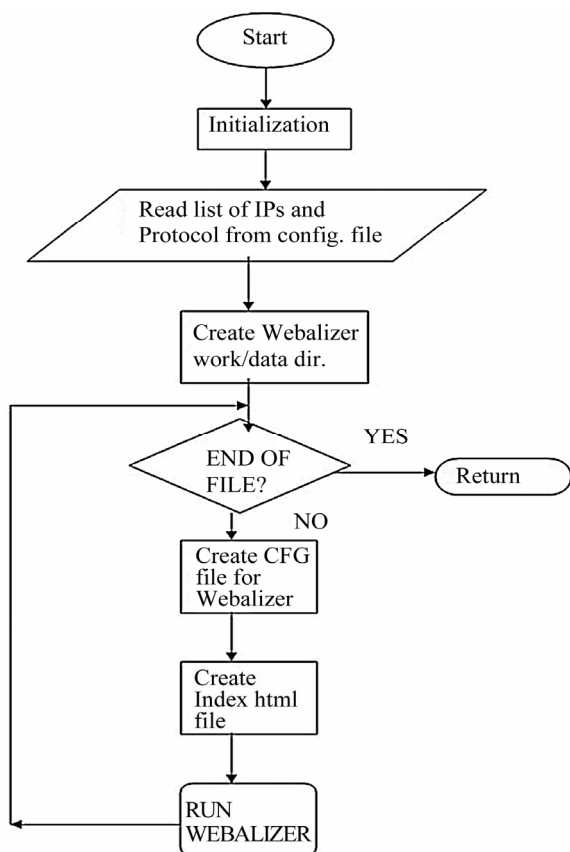 Start
Initialization
Read list of IPs and
Protocol from config. file
Create Webalizer
work/data dir.
YES
END OF
FILE?
Return
NO
Create CFG
file for
Webalizer
Create
Index html
file
RUN
WEBALIZER